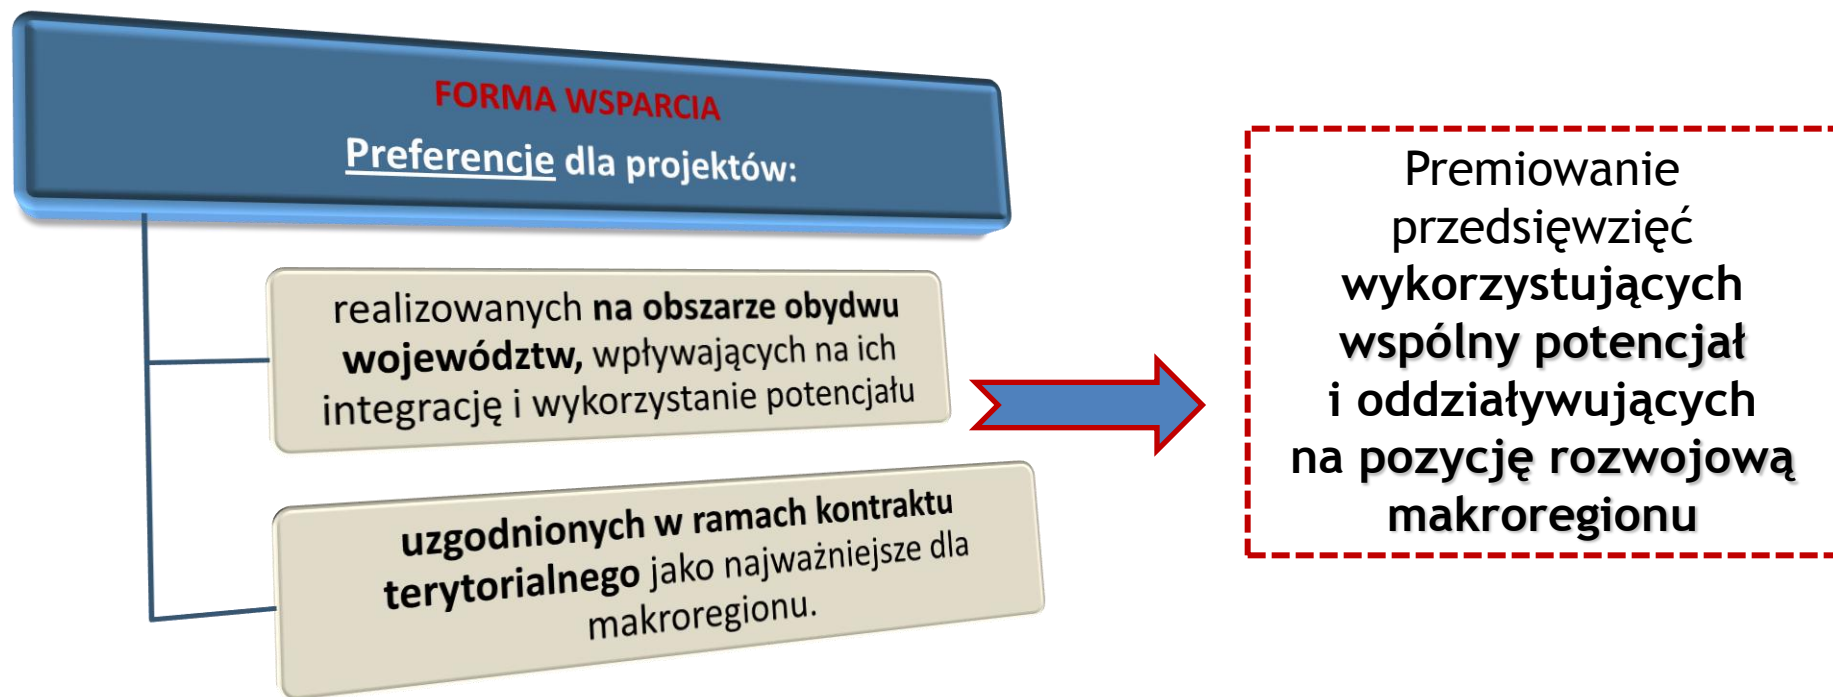 FORMA WSPARCIA
Preferencje dla projektów:
realizowanych na obszarze obydwu
województw, wpływających na ich
integrację i wykorzystanie potencjału
uzgodnionych w ramach kontraktu
terytorialnego jako najważniejsze dla
makroregionu.
Premiowanie
przedsięwzięć
wykorzystujących
wspólny potencjał
i oddziaływujących
na pozycję rozwojową
makroregionu